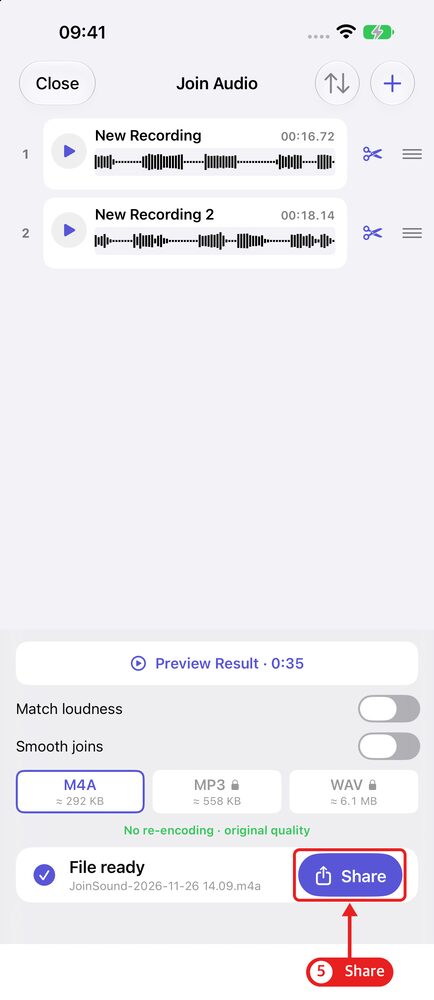 09:41
Close
Join Audio
1
New Recording
00:16.72
2
New Recording 2
00:18.14
Preview Result · 0:35
Match loudness
Smooth joins
M4A
≈ 292 KB
MP3
≈ 558 KB
WAV
≈ 6.1 MB
No re-encoding · original quality
File ready
JoinSound-2026-11-26 14.09.m4a
Share
5 Share